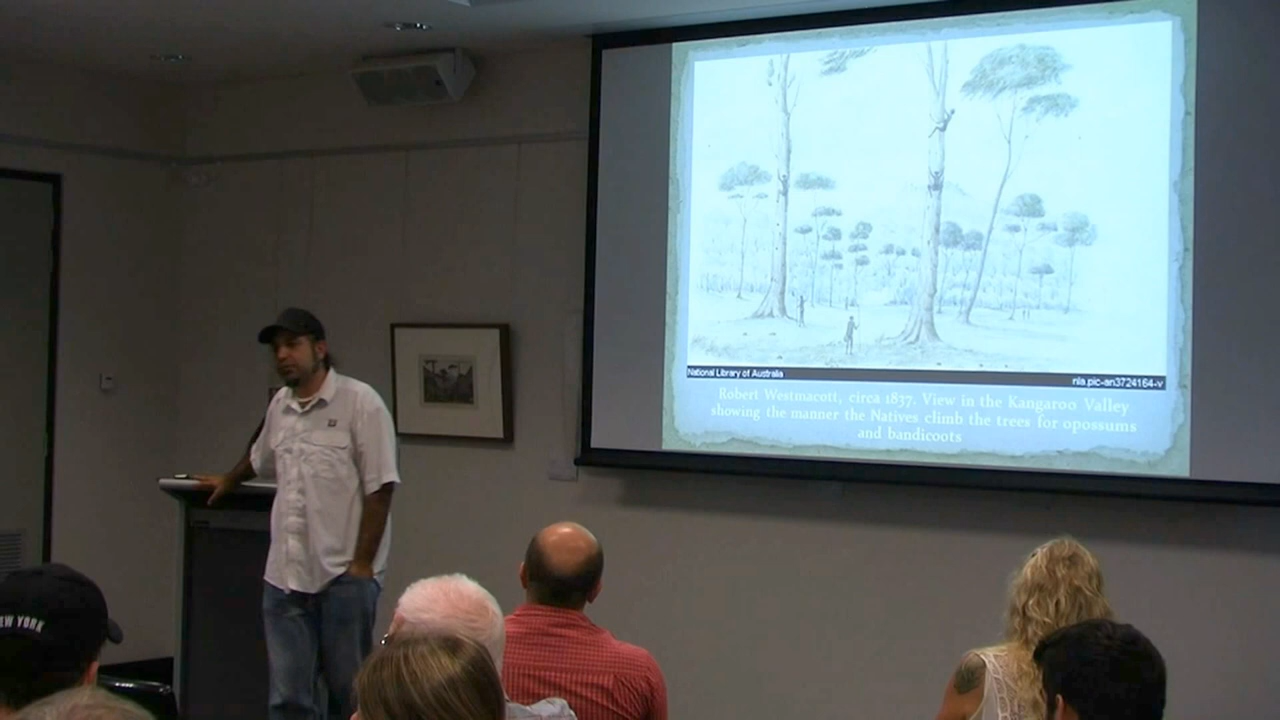 National Library of Australia
nla.pic-an3724164-v
Robert Westmacott, circa 1837. View in the Kangaroo Valley
showing the manner the Natives climb the trees for opossums
and bandicoots
EW YORK